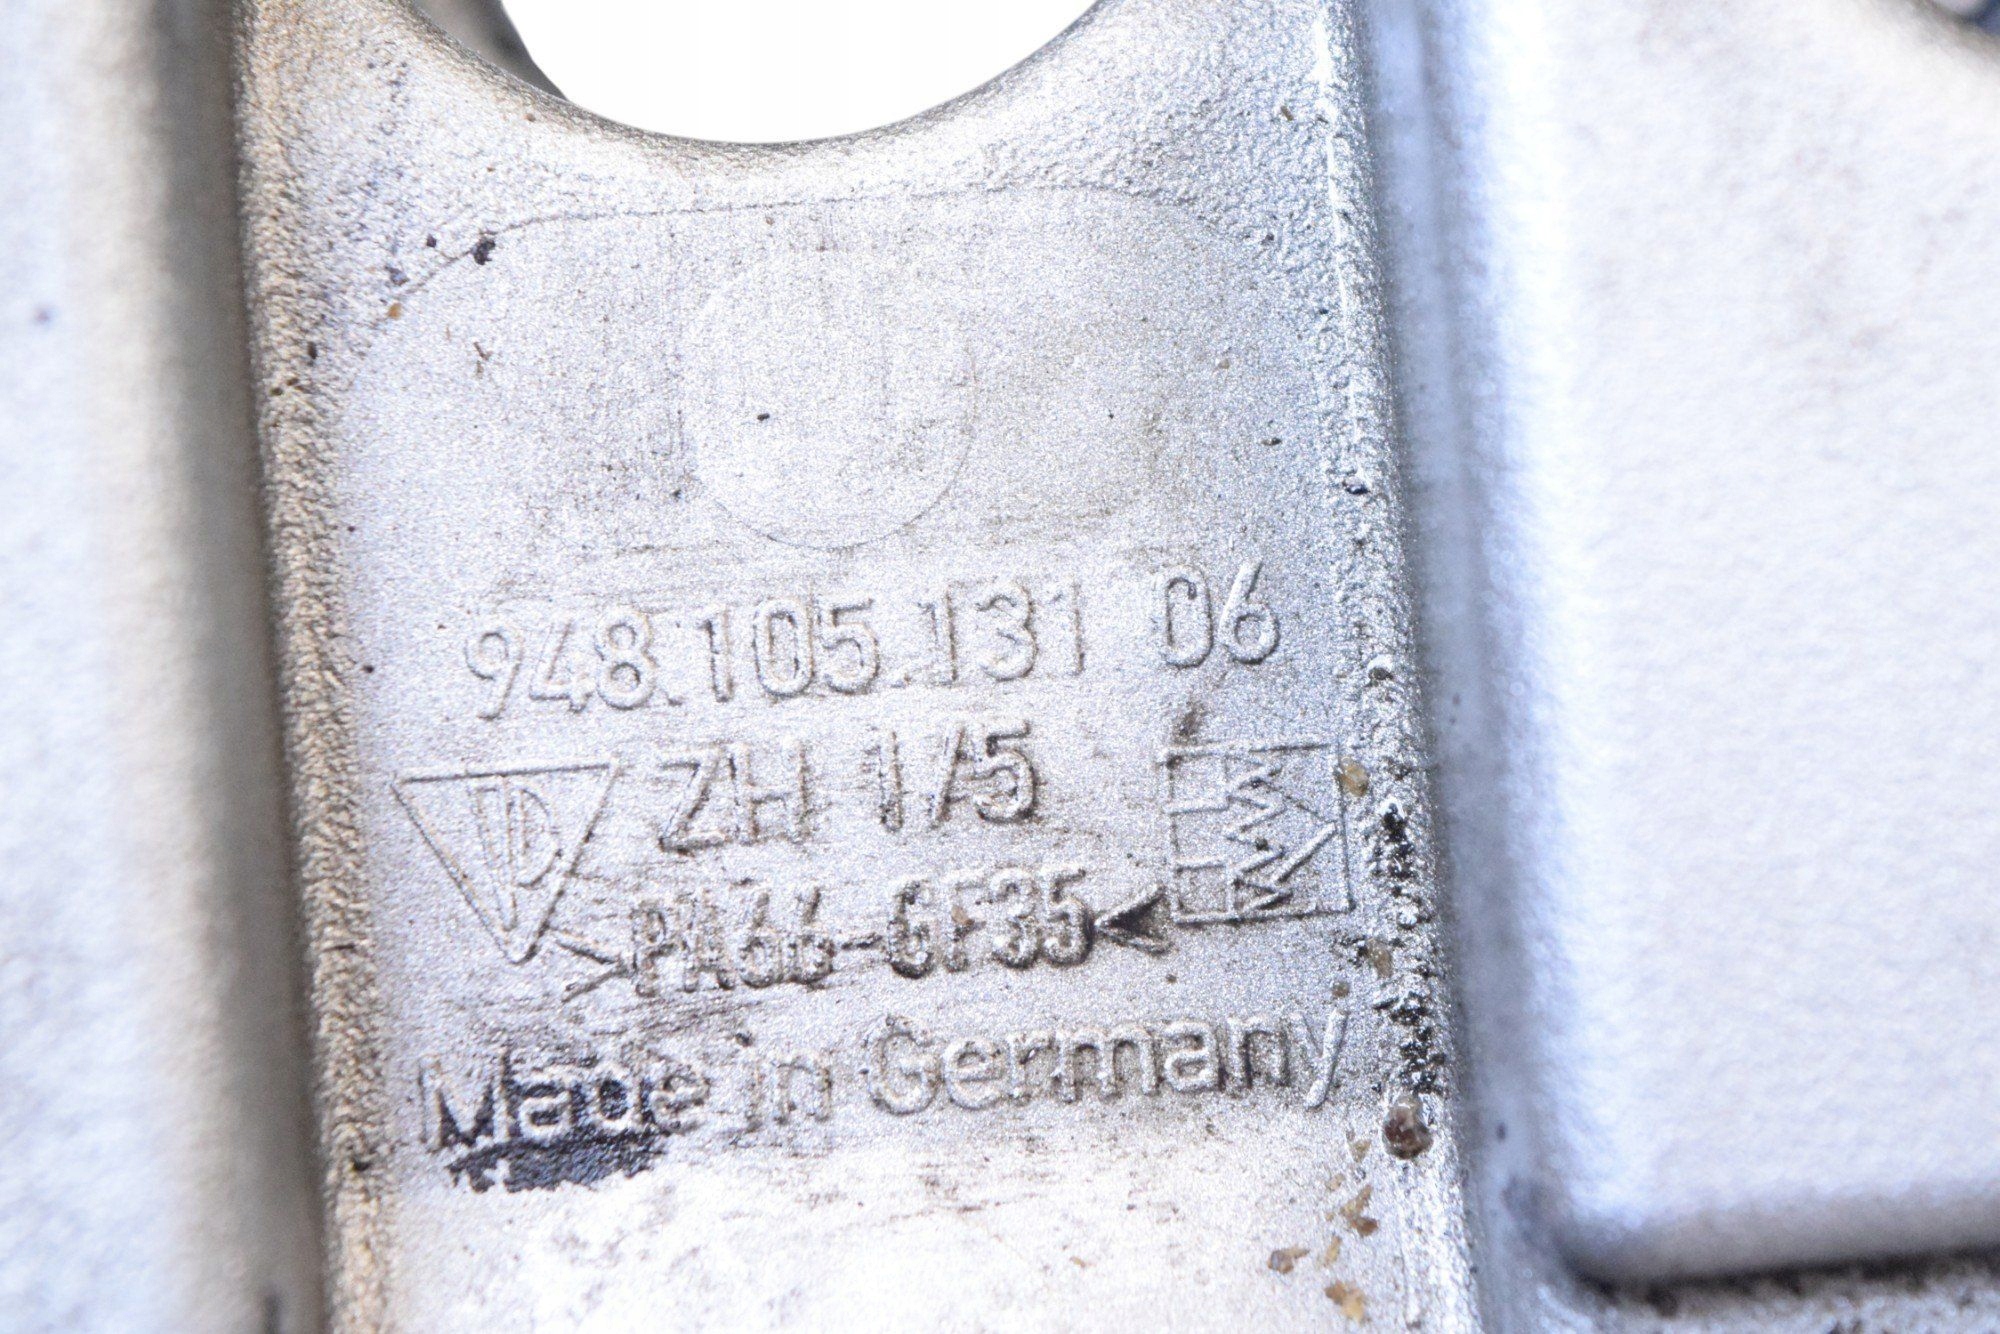 948.105.131 06
ZH 1/5
>PA66-GF35<
Made in Germany